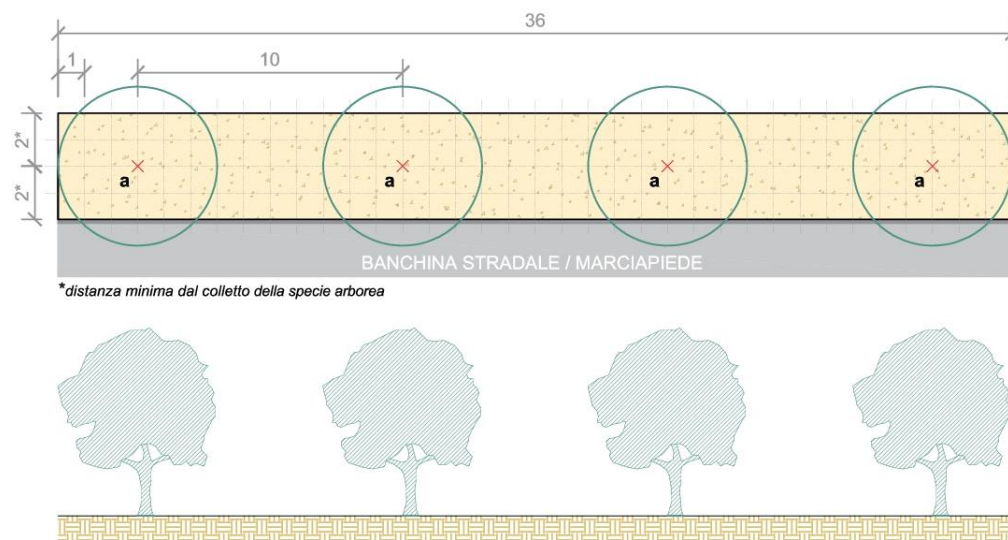 36
1
10
2*
2*
a
a
a
a
BANCHINA STRADALE / MARCIAPIEDE
*distanza minima dal colletto della specie arborea